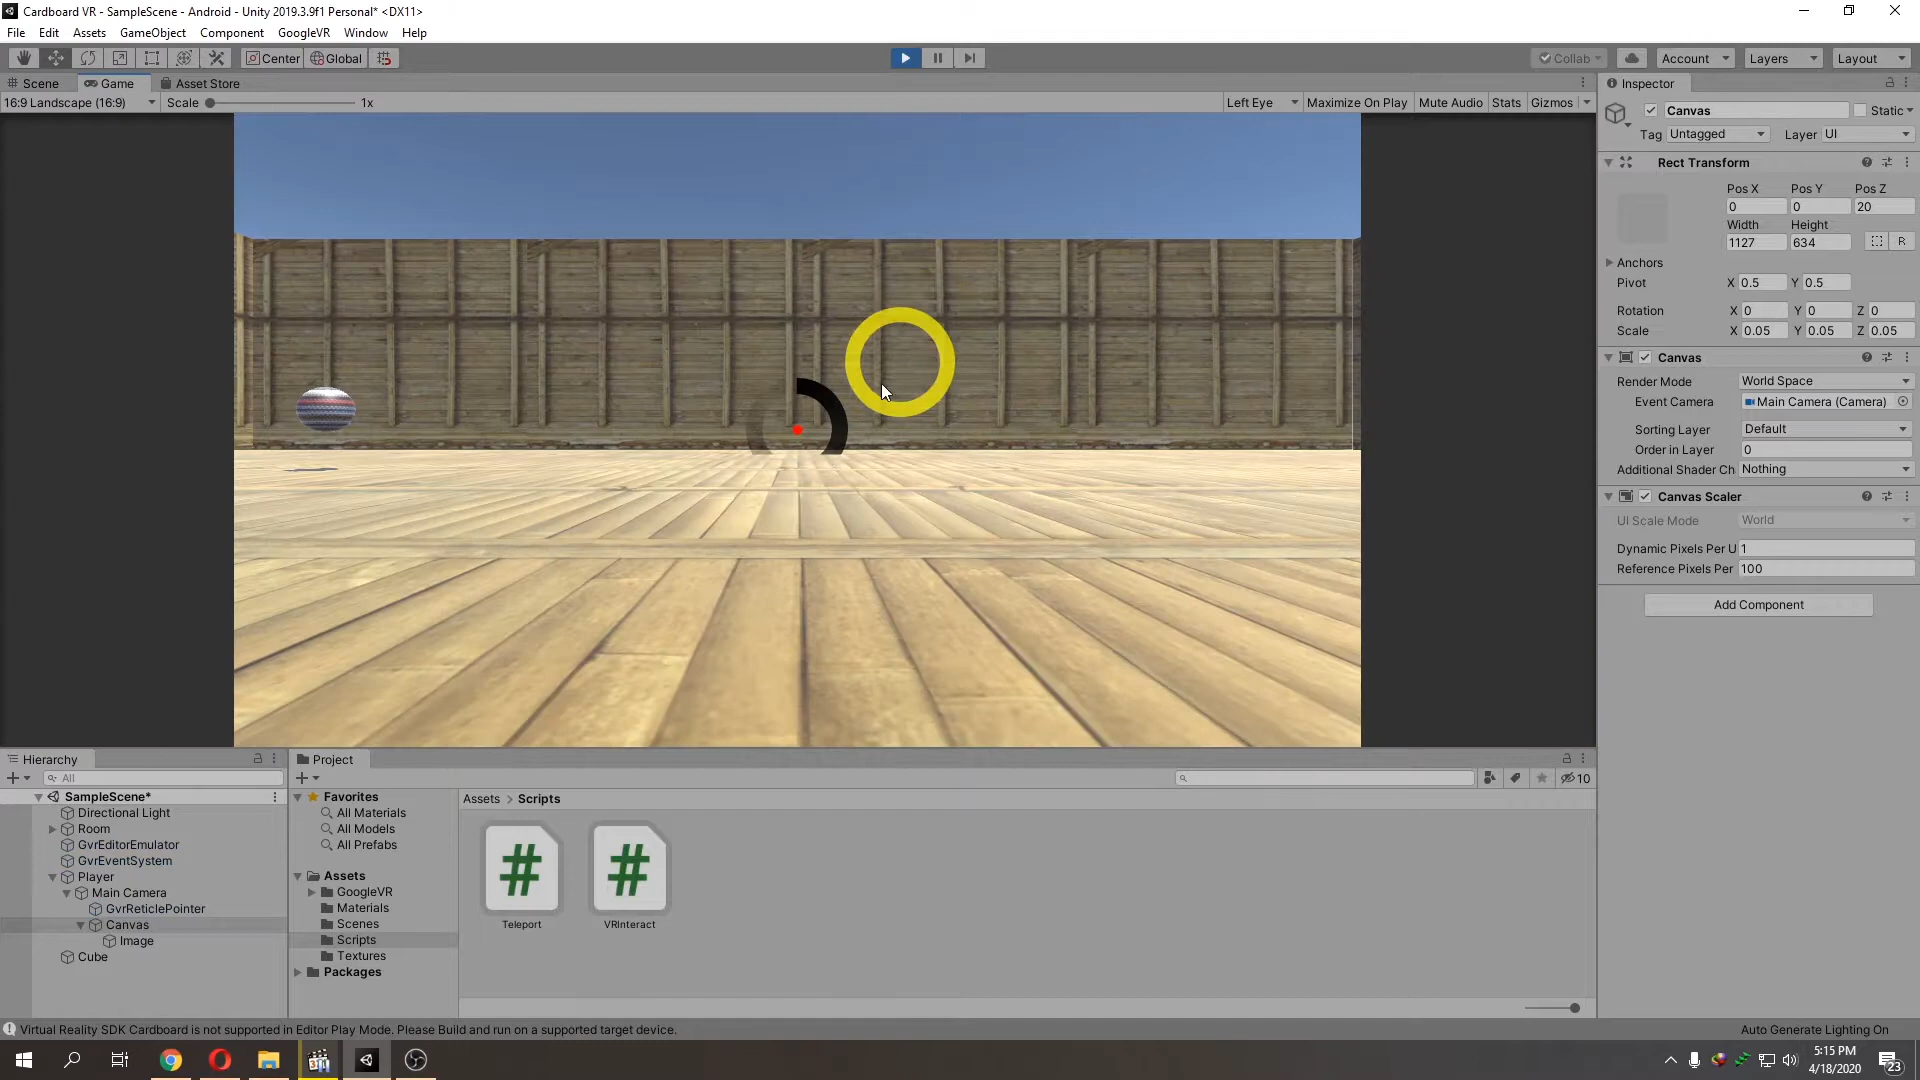 Cardboard VR - SampleScene - Android - Unity 2019.3.9f1 Personal* <DX11>
File Edit Assets GameObject Component GoogleVR Window Help
Center Global Collab Account Layers Layout
Scene Game Asset Store
16:9 Landscape (16:9) Scale 1x Left Eye Maximize On Play Mute Audio Stats Gizmos
Inspector
Canvas Static
Tag Untagged Layer UI
Rect Transform
Pos X Pos Y Pos Z
0 0 20
Width Height
1127 634 R
Anchors
Pivot X 0.5 Y 0.5
Rotation X 0 Y 0 Z 0
Scale X 0.05 Y 0.05 Z 0.05
Canvas
Render Mode World Space
Event Camera Main Camera (Camera)
Sorting Layer Default
Order in Layer 0
Additional Shader Ch Nothing
Canvas Scaler
UI Scale Mode World
Dynamic Pixels Per U 1
Reference Pixels Per 100
Add Component
Hierarchy
All
SampleScene*
Directional Light
Room
GvrEditorEmulator
GvrEventSystem
Player
Main Camera
GvrReticlePointer
Canvas
Image
Cube
Project
10
Favorites
All Materials
All Models
All Prefabs
Assets
GoogleVR
Materials
Scenes
Scripts
Textures
Packages
Assets > Scripts
#
#
Teleport VRInteract
Virtual Reality SDK Cardboard is not supported in Editor Play Mode. Please Build and run on a supported target device.
Auto Generate Lighting On
5:15 PM
4/18/2020
23